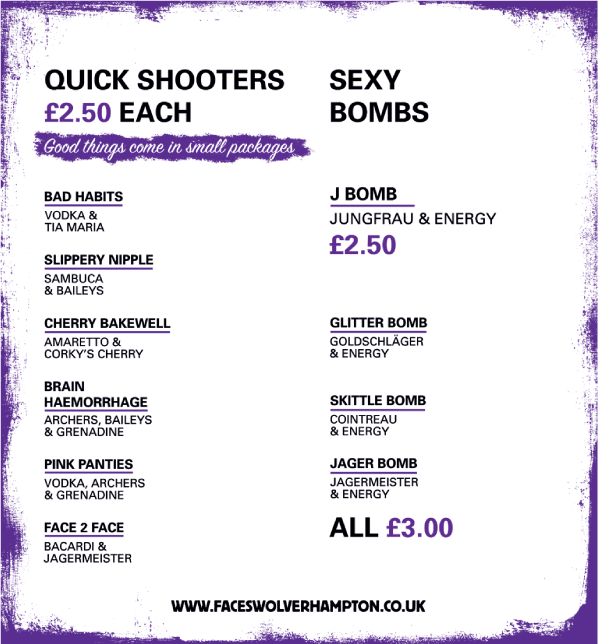 QUICK SHOOTERS
£2.50 EACH
Good things come in small packages
BAD HABITS
VODKA &
TIA MARIA
SLIPPERY NIPPLE
SAMBUCA
& BAILEYS
CHERRY BAKEWELL
AMARETTO &
CORKY'S CHERRY
BRAIN
HAEMORRHAGE
ARCHERS, BAILEYS
& GRENADINE
PINK PANTIES
VODKA, ARCHERS
& GRENADINE
FACE 2 FACE
BACARDI &
JAGERMEISTER
SEXY
BOMBS
J BOMB
JUNGFRAU & ENERGY
£2.50
GLITTER BOMB
GOLDSCHLÄGER
& ENERGY
SKITTLE BOMB
COINTREAU
& ENERGY
JAGER BOMB
JAGERMEISTER
& ENERGY
ALL £3.00
WWW.FACESWOLVERHAMPTON.CO.UK